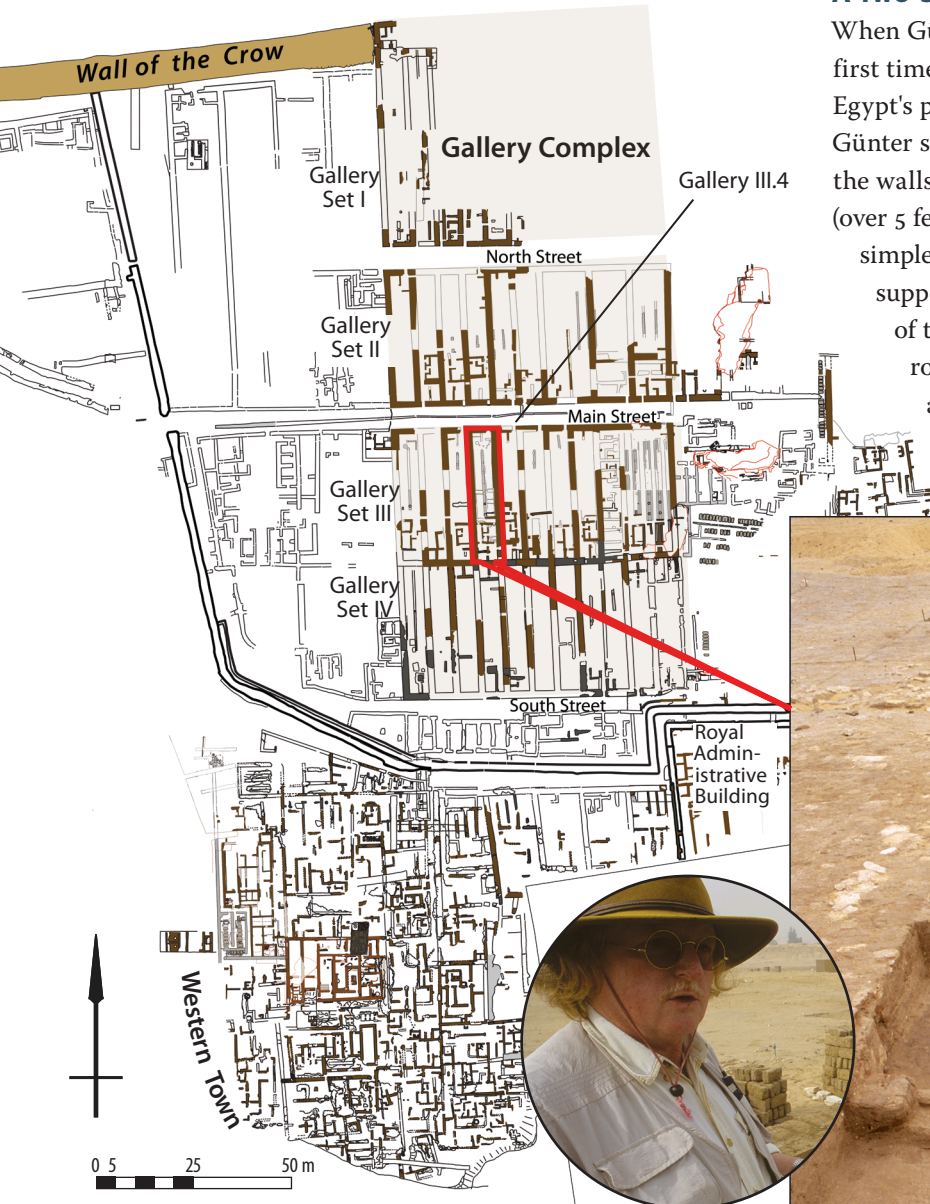 When Gü
first time
Egypt's p
Günter s
the walls
(over 5 fe
simple
supp
of t
ro
a
Wall of the Crow
Gallery Complex
Gallery
Set I
Gallery III.4
North Street
Gallery
Set II
Main Street
Gallery
Set III
Gallery
Set IV
South Street
Royal
Admin-
istrative
Building
Western Town
0 5 25 50 m